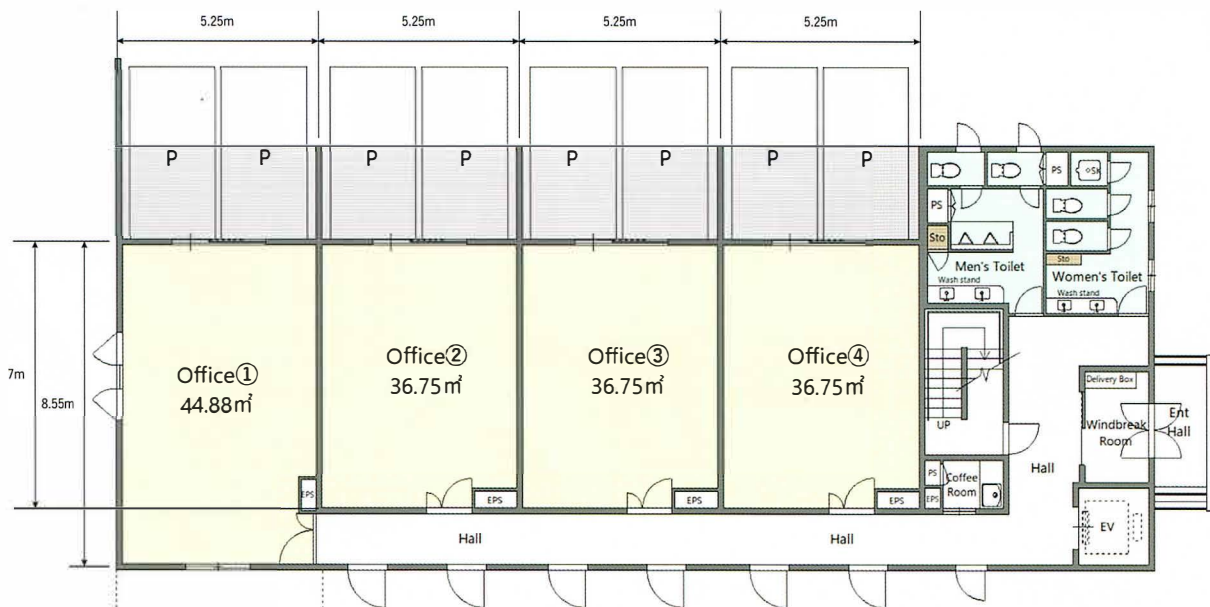 5.25m
5.25m
5.25m
5.25m
P
P
P
P
P
P
P
P
PS
SK
PS
Sto
Men's Toilet
Wash stand
Sto
Women's Toilet
Wash stand
7m
8.55m
Office①
44.88㎡
Office②
36.75㎡
Office③
36.75㎡
Office④
36.75㎡
UP
Delivery Box
Windbreak
Room
Ent
Hall
Hall
PS
EPS
Coffee
Room
EPS
EPS
EPS
EPS
EV
Hall
Hall